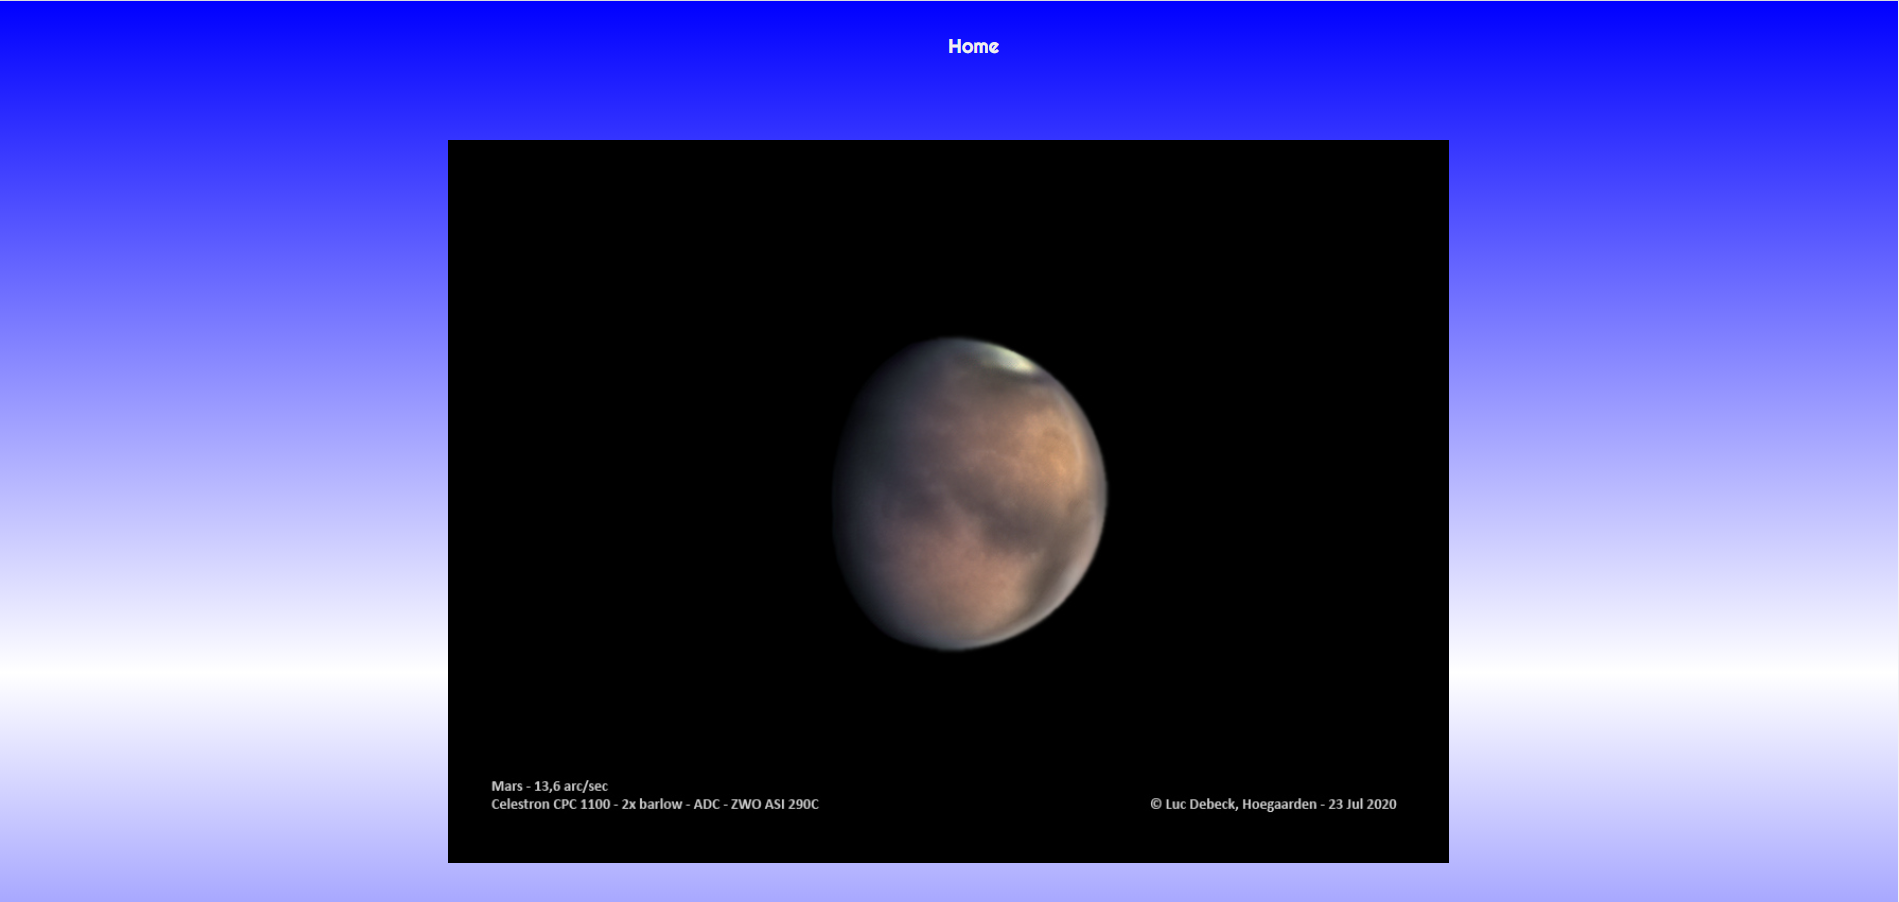 Home
Mars - 13,6 arc/sec
Celestron CPC 1100 - 2x barlow - ADC - ZWO ASI 290C
© Luc Debeck, Hoegaarden - 23 Jul 2020